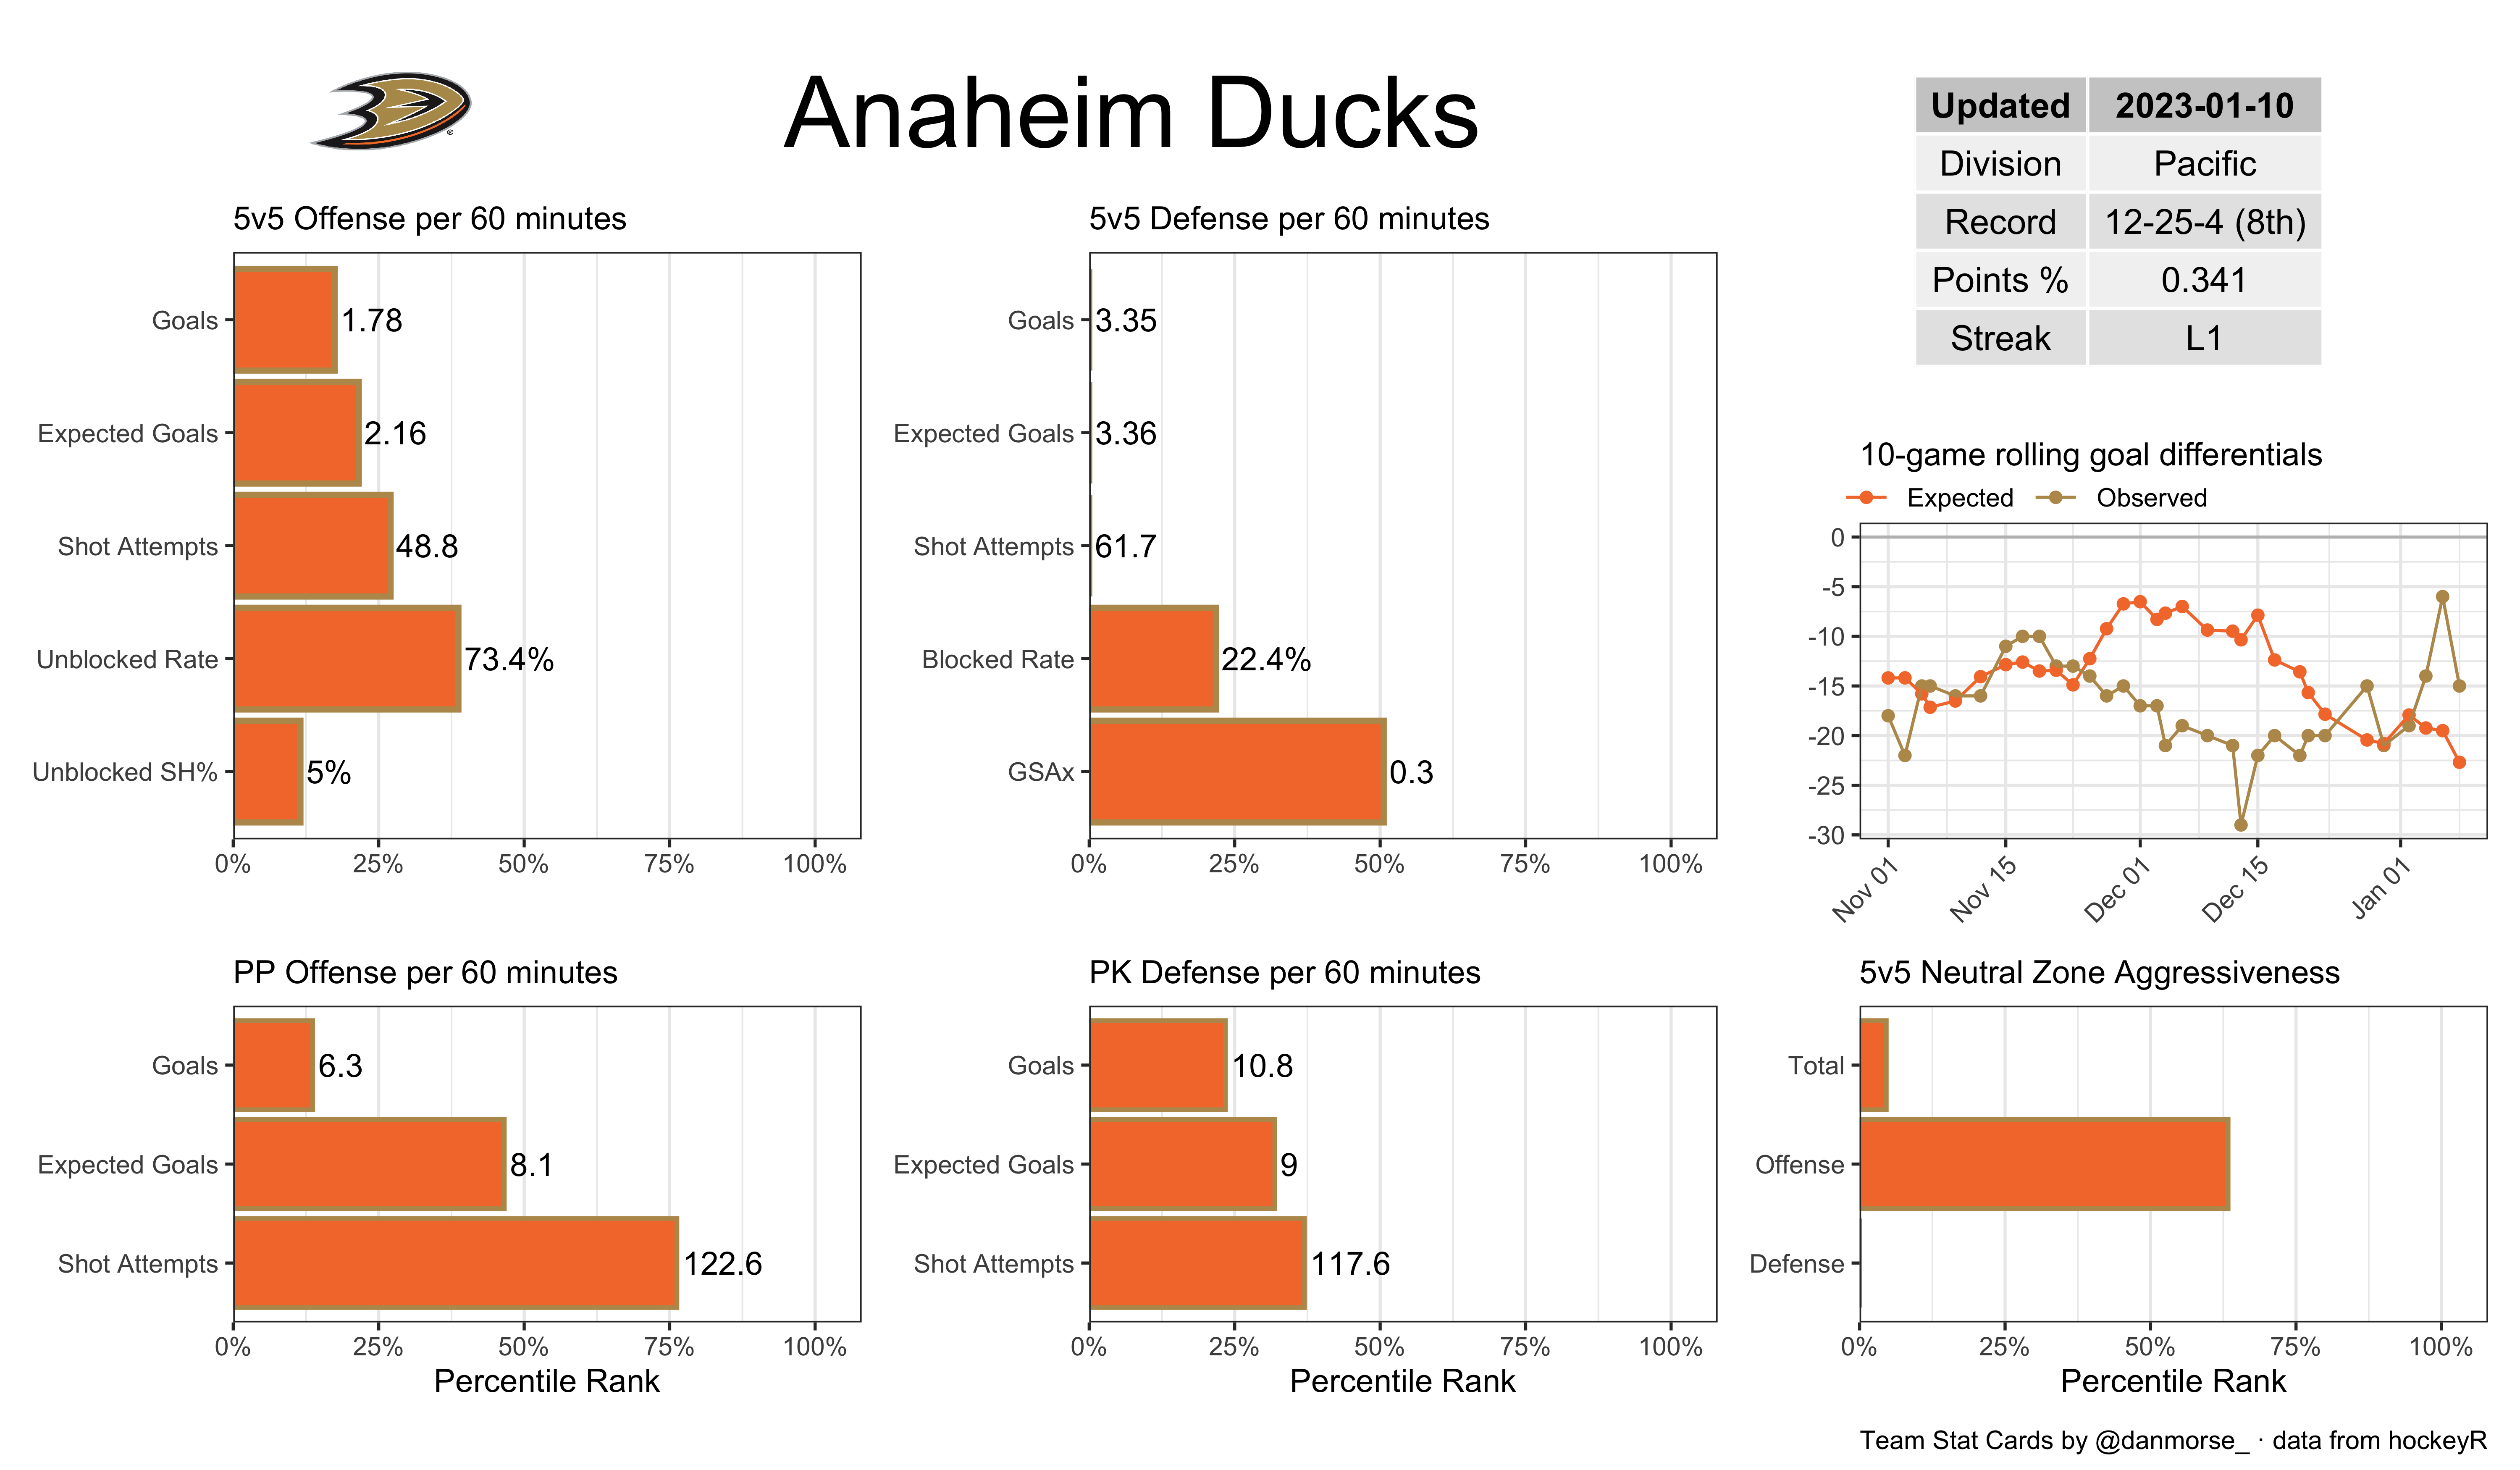 Anaheim Ducks
Updated 2023-01-10
Division Pacific
Record 12-25-4 (8th)
Points % 0.341
Streak L1
5v5 Offense per 60 minutes
Goals 1.78
Expected Goals 2.16
Shot Attempts 48.8
Unblocked Rate 73.4%
Unblocked SH% 5%
0% 25% 50% 75% 100%
5v5 Defense per 60 minutes
Goals 3.35
Expected Goals 3.36
Shot Attempts 61.7
Blocked Rate 22.4%
GSAx 0.3
0% 25% 50% 75% 100%
10-game rolling goal differentials
Expected Observed
0
-5
-10
-15
-20
-25
-30
Nov 01 Nov 15 Dec 01 Dec 15 Jan 01
PP Offense per 60 minutes
Goals 6.3
Expected Goals 8.1
Shot Attempts 122.6
0% 25% 50% 75% 100%
Percentile Rank
PK Defense per 60 minutes
Goals 10.8
Expected Goals 9
Shot Attempts 117.6
0% 25% 50% 75% 100%
Percentile Rank
5v5 Neutral Zone Aggressiveness
Total
Offense
Defense
0% 25% 50% 75% 100%
Percentile Rank
Team Stat Cards by @danmorse_ · data from hockeyR